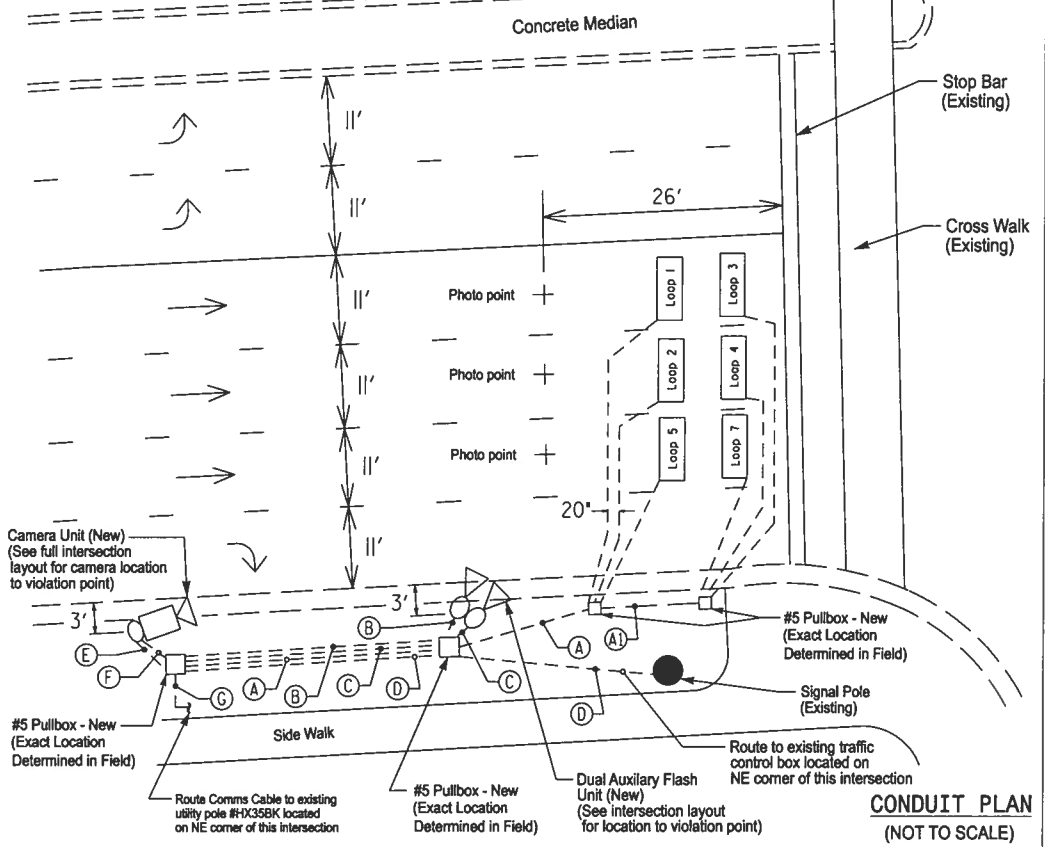 Concrete Median
Stop Bar
(Existing)
11'
26'
11'
Cross Walk
(Existing)
Loop 1
Loop 3
11'
Photo point
Loop 2
Loop 4
11'
Photo point
Loop 5
Loop 7
11'
Photo point
20"
Camera Unit (New)
(See full intersection
layout for camera location
to violation point)
11'
3'
3'
B
E
F
G
A
B
C
D
C
A
A1
D
#5 Pullbox - New
(Exact Location
Determined in Field)
Signal Pole
(Existing)
#5 Pullbox - New
(Exact Location
Determined in Field)
Side Walk
Route to existing traffic
control box located on
NE corner of this intersection
Route Comms Cable to existing
utility pole #HX35BK located
on NE corner of this intersection
#5 Pullbox - New
(Exact Location
Determined in Field)
Dual Auxilary Flash
Unit (New)
(See intersection layout
for location to violation point)
CONDUIT PLAN
(NOT TO SCALE)